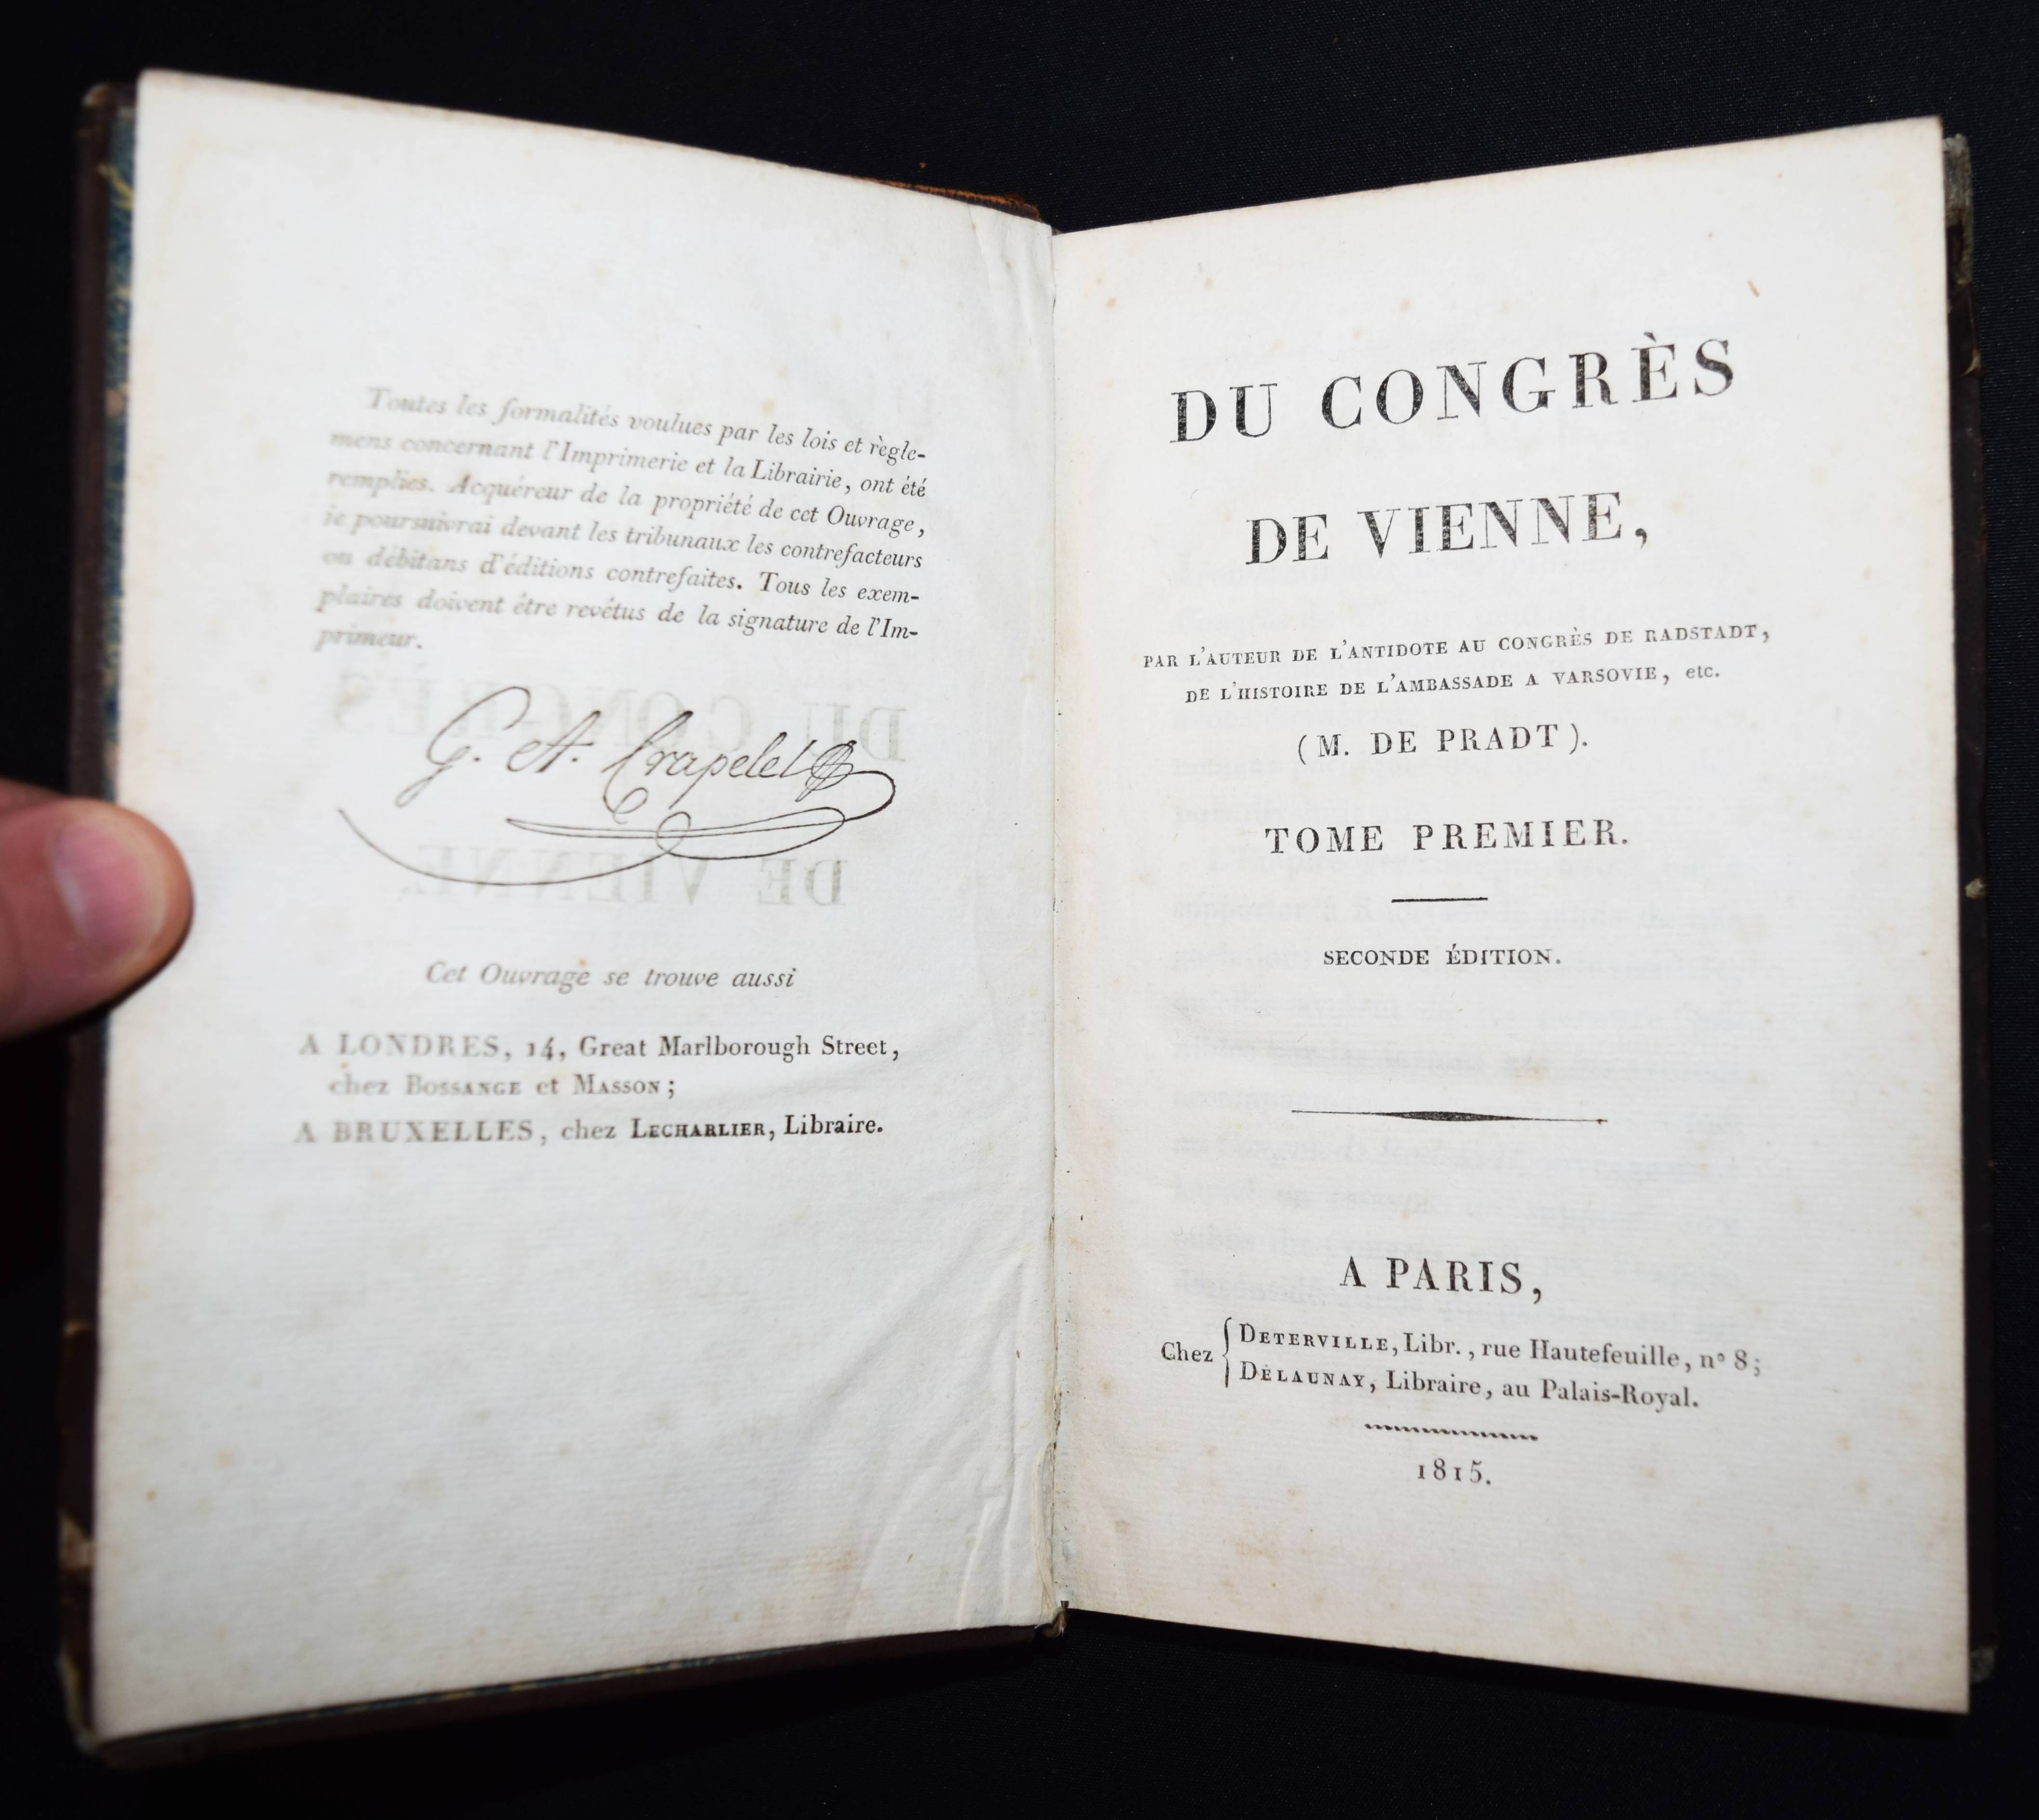 Toutes les formalités voulues par les lois et règle-
mens concernant l'Imprimerie et la Librairie, ont été
remplies. Acquéreur de la propriété de cet Ouvrage,
je poursuivrai devant les tribunaux les contrefacteurs
ou débitans d'éditions contrefaites. Tous les exem-
plaires doivent être revêtus de la signature de l'Im-
primeur.
G. A. Crapelet
Cet Ouvrage se trouve aussi
A LONDRES, 14, Great Marlborough Street,
chez BOSSANGE et MASSON;
A BRUXELLES, chez LECHARLIER, Libraire.
DU CONGRÈS
DE VIENNE,
PAR L'AUTEUR DE L'ANTIDOTE AU CONGRÈS DE RADSTADT,
DE L'HISTOIRE DE L'AMBASSADE A VARSOVIE, etc.
(M. DE PRADT).
TOME PREMIER.
SECONDE ÉDITION.
A PARIS,
Chez { DETERVILLE, Libr., rue Hautefeuille, n° 8;
DÉLAUNAY, Libraire, au Palais-Royal.
1815.